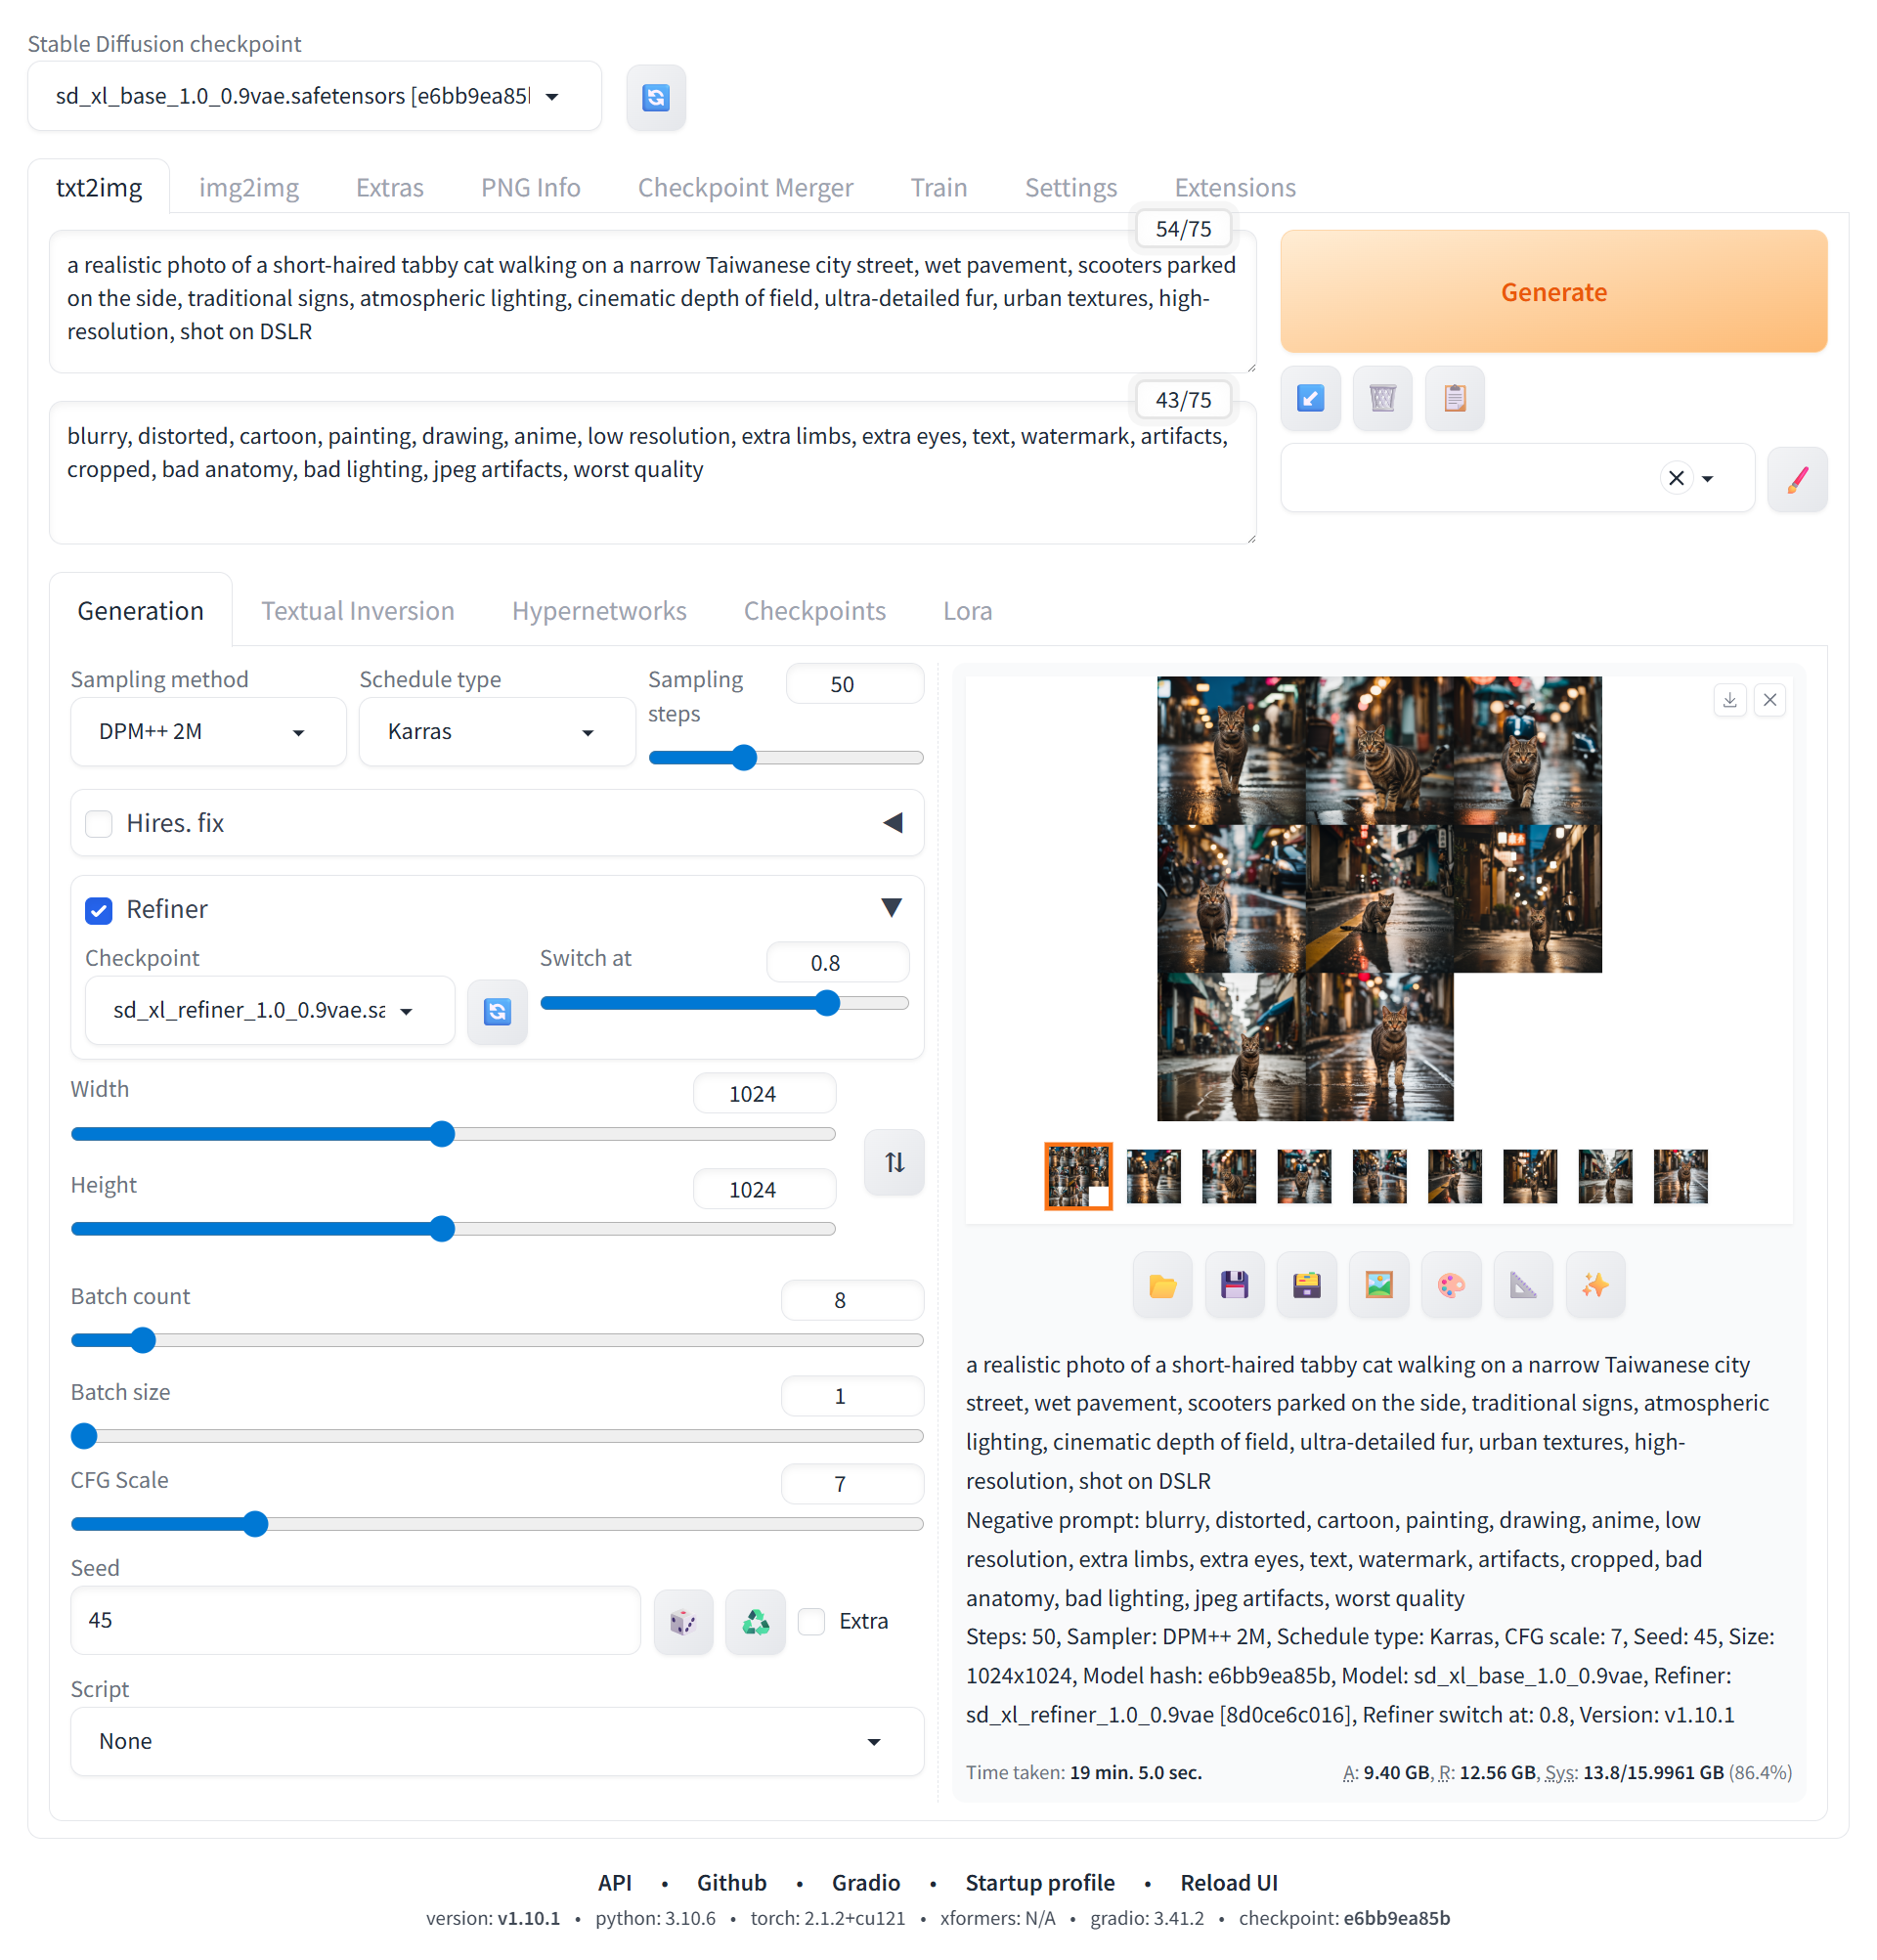 Stable Diffusion checkpoint
sd_xl_base_1.0_0.9vae.safetensors [e6bb9ea85
txt2img img2img Extras PNG Info Checkpoint Merger Train Settings Extensions
54/75
a realistic photo of a short-haired tabby cat walking on a narrow Taiwanese city street, wet pavement, scooters parked
on the side, traditional signs, atmospheric lighting, cinematic depth of field, ultra-detailed fur, urban textures, high-
resolution, shot on DSLR
Generate
43/75
blurry, distorted, cartoon, painting, drawing, anime, low resolution, extra limbs, extra eyes, text, watermark, artifacts,
cropped, bad anatomy, bad lighting, jpeg artifacts, worst quality
Generation Textual Inversion Hypernetworks Checkpoints Lora
Sampling method
DPM++ 2M
Schedule type
Karras
Sampling
steps
50
Hires. fix
Refiner
Checkpoint
sd_xl_refiner_1.0_0.9vae.sa
Switch at
0.8
Width
1024
Height
1024
Batch count
8
Batch size
1
CFG Scale
7
Seed
45
Extra
Script
None
a realistic photo of a short-haired tabby cat walking on a narrow Taiwanese city
street, wet pavement, scooters parked on the side, traditional signs, atmospheric
lighting, cinematic depth of field, ultra-detailed fur, urban textures, high-
resolution, shot on DSLR
Negative prompt: blurry, distorted, cartoon, painting, drawing, anime, low
resolution, extra limbs, extra eyes, text, watermark, artifacts, cropped, bad
anatomy, bad lighting, jpeg artifacts, worst quality
Steps: 50, Sampler: DPM++ 2M, Schedule type: Karras, CFG scale: 7, Seed: 45, Size:
1024x1024, Model hash: e6bb9ea85b, Model: sd_xl_base_1.0_0.9vae, Refiner:
sd_xl_refiner_1.0_0.9vae [8d0ce6c016], Refiner switch at: 0.8, Version: v1.10.1
Time taken: 19 min. 5.0 sec.
A: 9.40 GB, R: 12.56 GB, Sys: 13.8/15.9961 GB (86.4%)
API • Github • Gradio • Startup profile • Reload UI
version: v1.10.1 • python: 3.10.6 • torch: 2.1.2+cu121 • xformers: N/A • gradio: 3.41.2 • checkpoint: e6bb9ea85b